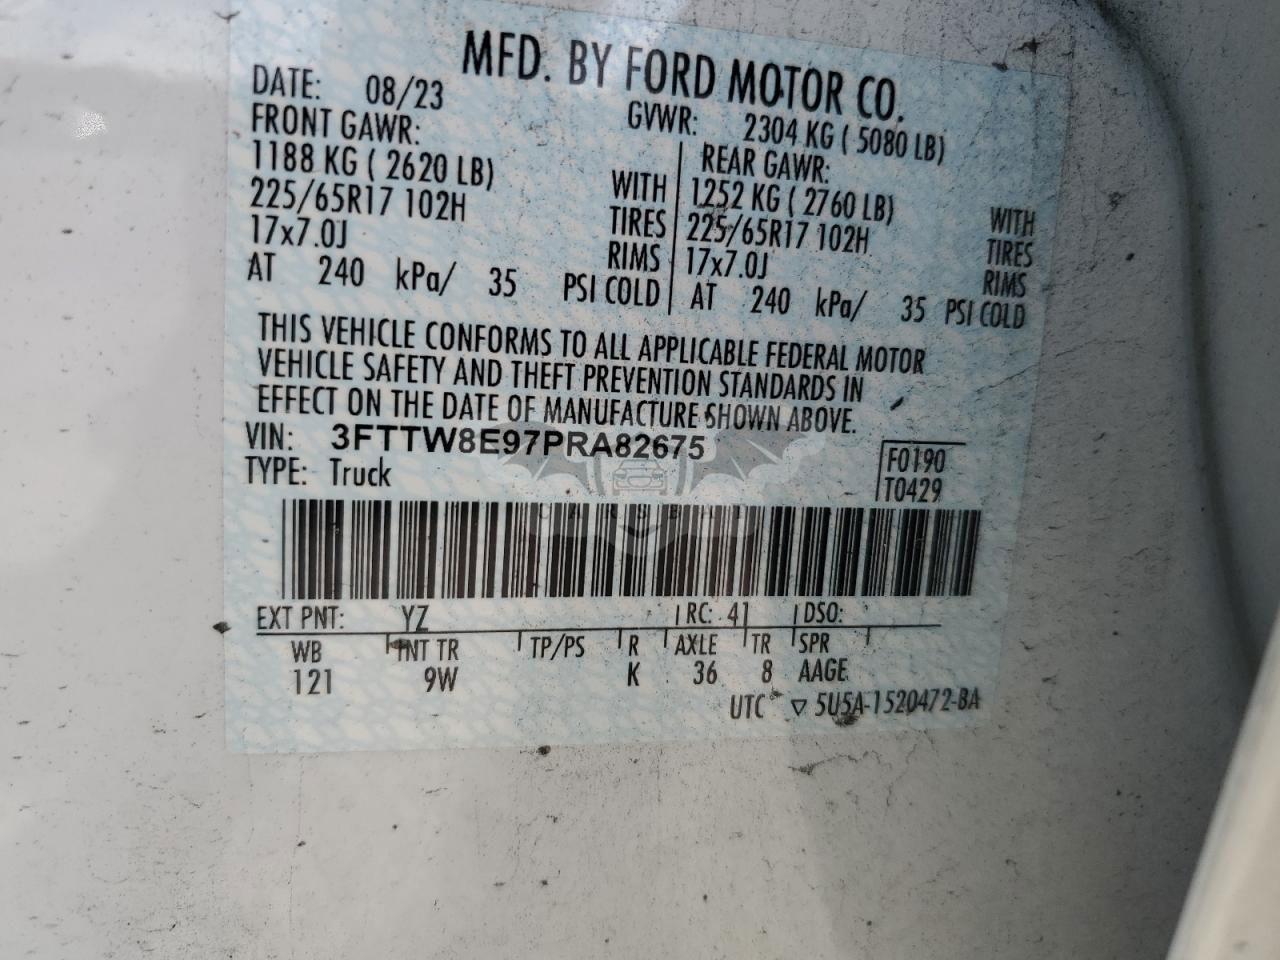 MFD. BY FORD MOTOR CO.
DATE: 08/23 GVWR: 2304 KG ( 5080 LB)
FRONT GAWR: REAR GAWR:
1188 KG ( 2620 LB) WITH 1252 KG ( 2760 LB) WITH
225/65R17 102H TIRES 225/65R17 102H TIRES
17x7.0J RIMS 17x7.0J RIMS
AT 240 kPa/ 35 PSI COLD AT 240 kPa/ 35 PSI COLD
THIS VEHICLE CONFORMS TO ALL APPLICABLE FEDERAL MOTOR
VEHICLE SAFETY AND THEFT PREVENTION STANDARDS IN
EFFECT ON THE DATE OF MANUFACTURE SHOWN ABOVE.
VIN: 3FTTW8E97PRA82675 F0190
TYPE: Truck T0429
CARSBAT
EXT PNT: YZ RC: 41 DSO:
WB INT TR TP/PS R AXLE TR SPR
121 9W K 36 8 AAGE
UTC ▽ 5U5A-1520472-BA